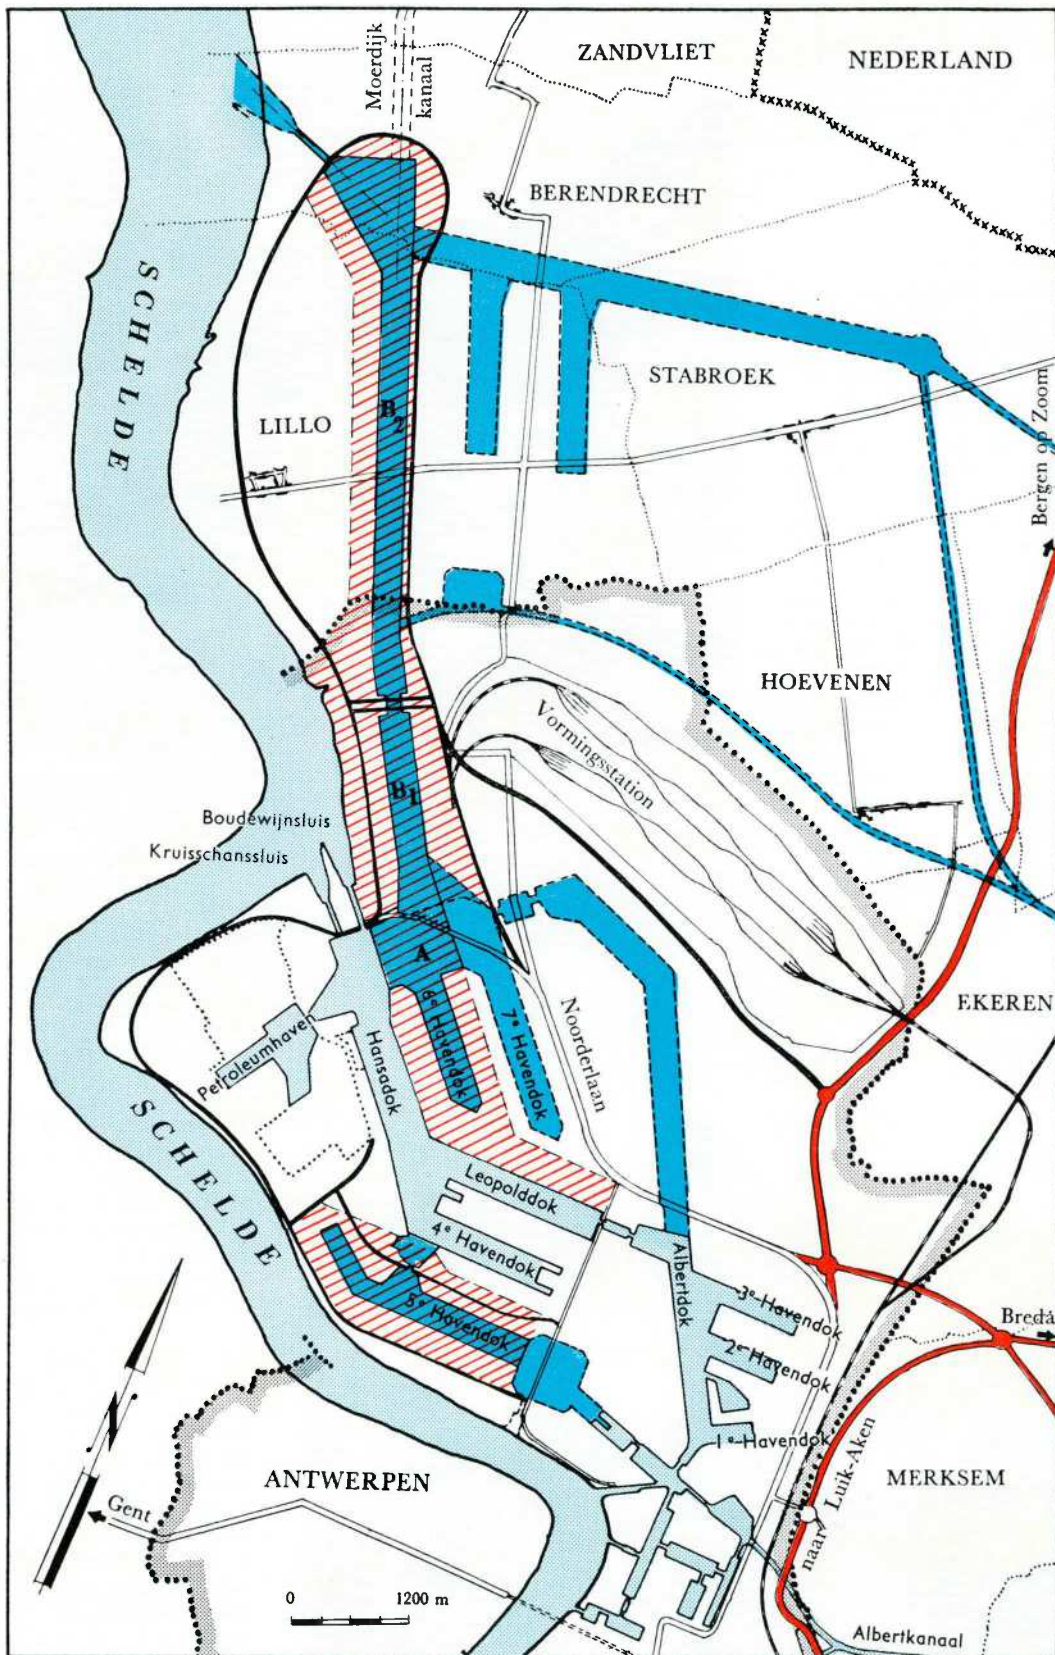 Moerdijk
kanaal
ZANDVLIET
NEDERLAND
BERENDRECHT
SCHELDE
STABROEK
B2
LILLO
Bergen op Zoom
HOEVENEN
Vormingsstation
B1
Boudewijnsluis
Kruisschanssluis
A
6e Havendok
7e Havendok
Noorderlaan
EKEREN
Petroleumhaven
Hansadok
SCHELDE
Leopolddok
4e Havendok
Albertdok
3e Havendok
5e Havendok
2e Havendok
Breda
1e Havendok
ANTWERPEN
Gent
MERKSEM
naar Luik-Aken
0 1200 m
Albertkanaal